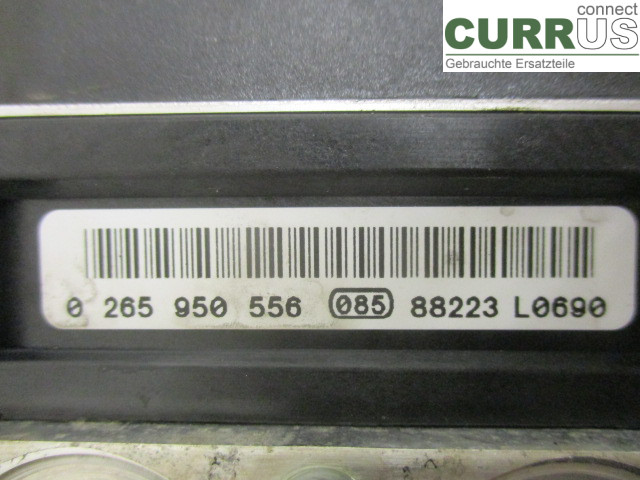 connect
CURRUS
Gebrauchte Ersatzteile
0 265 950 556 085 88223 L0690